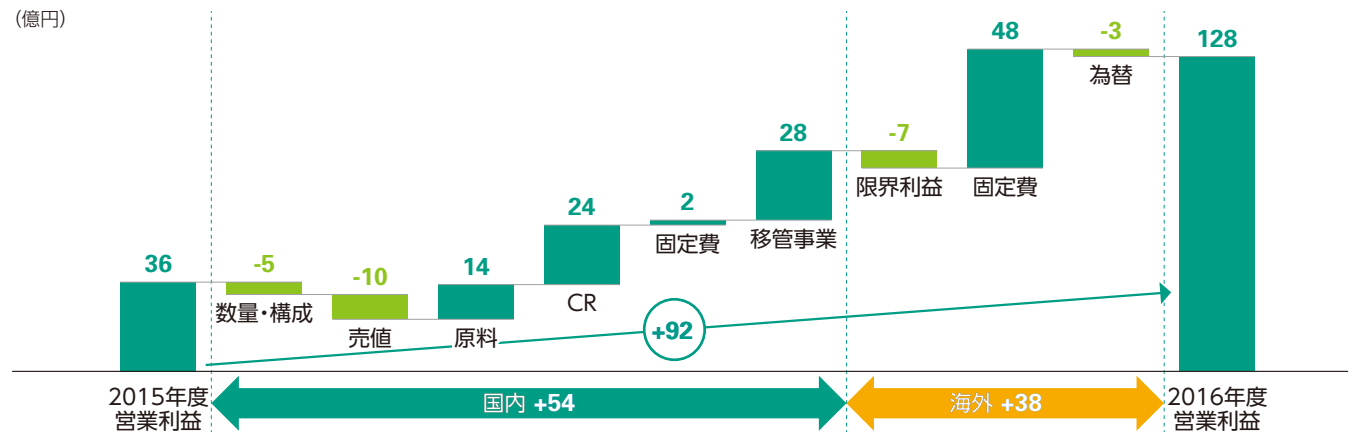 (億円)
36
-5
数量・構成
-10
売値
14
原料
24
CR
2
固定費
28
移管事業
-7
限界利益
48
固定費
-3
為替
128
+92
2015年度
営業利益
国内 +54
海外 +38
2016年度
営業利益